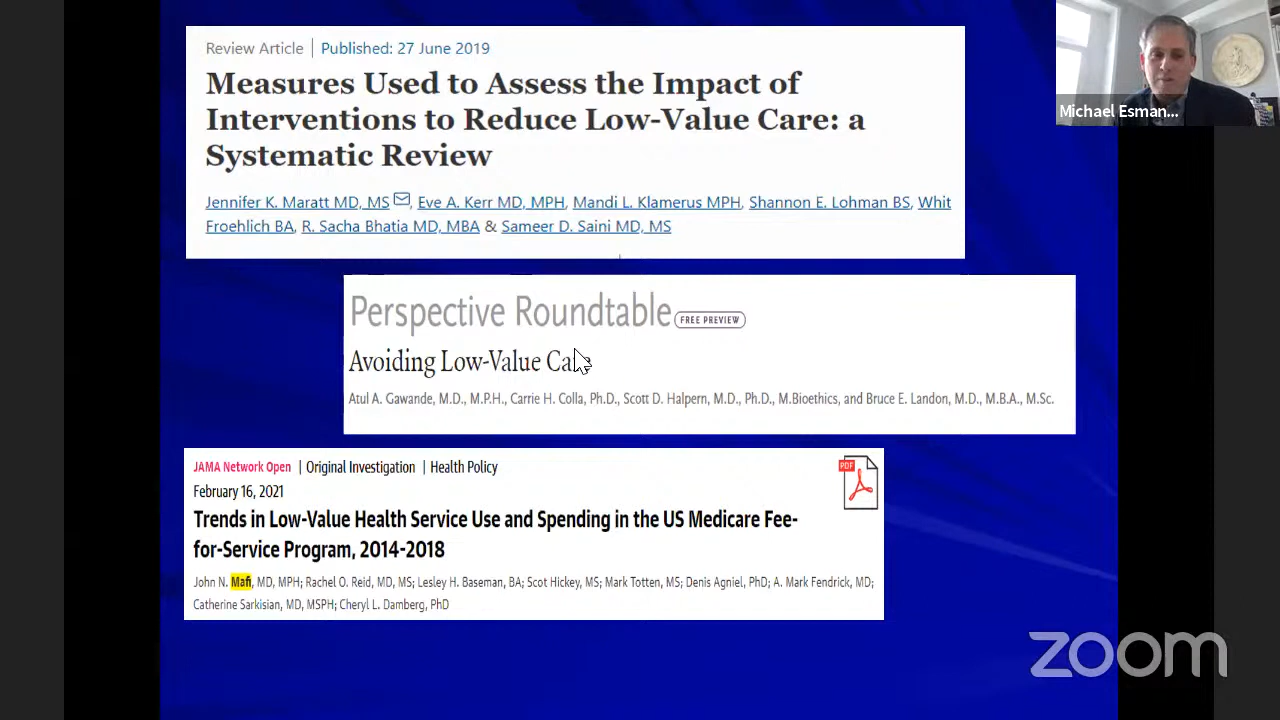 Review Article | Published: 27 June 2019
Measures Used to Assess the Impact of
Interventions to Reduce Low-Value Care: a
Systematic Review
Jennifer K. Maratt MD, MS, Eve A. Kerr MD, MPH, Mandi L. Klamerus MPH, Shannon E. Lohman BS, Whit
Froehlich BA, R. Sacha Bhatia MD, MBA & Sameer D. Saini MD, MS
Michael Esman...
Perspective Roundtable FREE PREVIEW
Avoiding Low-Value Care
Atul A. Gawande, M.D., M.P.H., Carrie H. Colla, Ph.D., Scott D. Halpern, M.D., Ph.D., M.Bioethics, and Bruce E. Landon, M.D., M.B.A., M.Sc.
JAMA Network Open | Original Investigation | Health Policy
PDF
February 16, 2021
Trends in Low-Value Health Service Use and Spending in the US Medicare Fee-
for-Service Program, 2014-2018
John N. Mafi, MD, MPH; Rachel O. Reid, MD, MS; Lesley H. Baseman, BA; Scot Hickey, MS; Mark Totten, MS; Denis Agniel, PhD; A. Mark Fendrick, MD;
Catherine Sarkisian, MD, MSPH; Cheryl L. Damberg, PhD
zoom